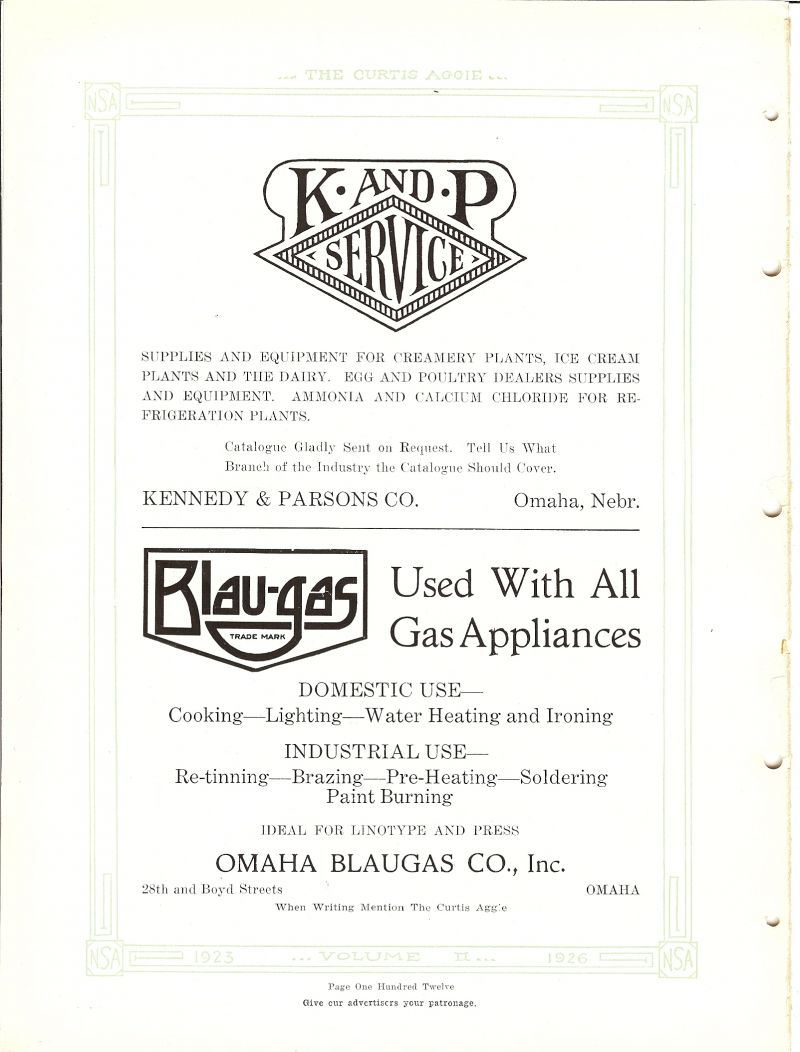 ... THE CURTIS AGGIE ...
NSA NSA
K·AND·P
SERVICE
SUPPLIES AND EQUIPMENT FOR CREAMERY PLANTS, ICE CREAM
PLANTS AND THE DAIRY. EGG AND POULTRY DEALERS SUPPLIES
AND EQUIPMENT. AMMONIA AND CALCIUM CHLORIDE FOR RE-
FRIGERATION PLANTS.
Catalogue Gladly Sent on Request. Tell Us What
Branch of the Industry the Catalogue Should Cover.
KENNEDY & PARSONS CO. Omaha, Nebr.
Blau-gas
TRADE MARK
Used With All
Gas Appliances
DOMESTIC USE—
Cooking—Lighting—Water Heating and Ironing
INDUSTRIAL USE—
Re-tinning—Brazing—Pre-Heating—Soldering
Paint Burning
IDEAL FOR LINOTYPE AND PRESS
OMAHA BLAUGAS CO., Inc.
28th and Boyd Streets OMAHA
When Writing Mention The Curtis Aggie
NSA 1923 ... VOLUME II ... 1926 NSA
Page One Hundred Twelve
Give our advertisers your patronage.